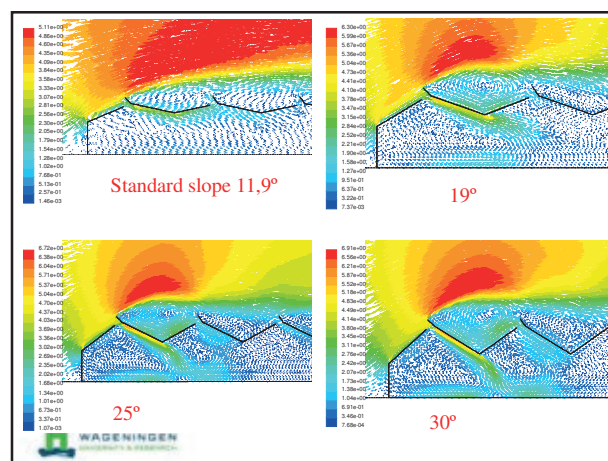 5.11e+00
4.86e+00
4.60e+00
4.35e+00
4.09e+00
3.84e+00
3.58e+00
3.33e+00
3.07e+00
2.81e+00
2.56e+00
2.30e+00
2.05e+00
1.79e+00
1.54e+00
1.28e+00
1.02e+00
7.68e-01
5.13e-01
2.57e-01
1.46e-03
Standard slope 11,9º
6.30e+00
5.99e+00
5.67e+00
5.36e+00
5.04e+00
4.73e+00
4.41e+00
4.10e+00
3.78e+00
3.47e+00
3.15e+00
2.84e+00
2.52e+00
2.21e+00
1.90e+00
1.58e+00
1.27e+00
9.51e-01
6.37e-01
3.22e-01
7.37e-03
19º
6.72e+00
6.38e+00
6.05e+00
5.71e+00
5.37e+00
5.04e+00
4.70e+00
4.37e+00
4.03e+00
3.69e+00
3.36e+00
3.02e+00
2.69e+00
2.35e+00
2.02e+00
1.68e+00
1.34e+00
1.01e+00
6.73e-01
3.37e-01
1.07e-03
25º
6.91e+00
6.56e+00
6.22e+00
5.87e+00
5.53e+00
5.18e+00
4.83e+00
4.49e+00
4.14e+00
3.80e+00
3.45e+00
3.11e+00
2.76e+00
2.42e+00
2.07e+00
1.73e+00
1.38e+00
1.04e+00
6.91e-01
3.46e-01
7.68e-04
30º
WAGENINGEN
UNIVERSITY & RESEARCH